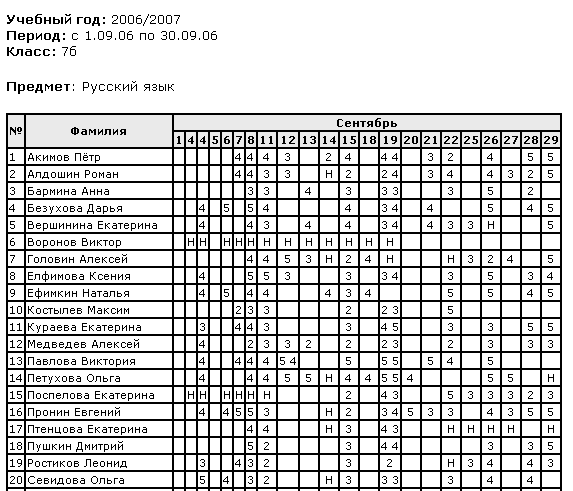 Учебный год: 2006/2007
Период: с 1.09.06 по 30.09.06
Класс: 7б
Предмет: Русский язык
№ Фамилия Сентябрь
1 4 4 5 6 7 8 11 12 13 14 15 18 19 20 21 22 25 26 27 28 29
1 Акимов Пётр 4 4 4 3 2 4 4 4 3 2 4 5 5
2 Алдошин Роман 4 4 3 3 Н 2 2 4 3 4 4 3 2 5
3 Бармина Анна 3 3 4 3 3 3 3 5 2
4 Безухова Дарья 4 5 5 4 4 3 4 4 5 4 5
5 Вершинина Екатерина 4 4 3 4 4 3 4 4 3 3 Н 5
6 Воронов Виктор Н Н Н Н Н Н Н Н Н Н Н Н
7 Головин Алексей 4 4 5 3 Н 2 4 Н Н 3 2 4 5
8 Елфимова Ксения 4 5 5 3 3 3 4 3 5 3 4
9 Ефимкин Наталья 4 5 4 4 4 3 4 5 5 4 5
10 Костылев Максим 2 3 3 2 2 3 5
11 Кураева Екатерина 3 4 4 3 3 4 5 3 3 5 5
12 Медведев Алексей 4 2 3 3 2 2 2 3 2 3 3 3
13 Павлова Виктория 4 4 4 4 4 5 4 5 5 5 5 4 5
14 Петухова Ольга 4 4 4 5 5 Н 4 4 5 5 4 5 5 Н
15 Поспелова Екатерина Н Н Н Н Н Н 2 4 3 5 3 3 3 2 3
16 Пронин Евгений 4 4 5 5 3 Н 2 3 4 5 3 3 4 3 5 5
17 Птенцова Екатерина 4 4 Н 3 4 3 Н Н Н Н Н
18 Пушкин Дмитрий 5 2 3 4 4 3 3 5
19 Ростиков Леонид 3 4 3 2 3 2 Н 3 4 4 3
20 Севидова Ольга 5 4 3 2 Н 3 3 3 3 4 4